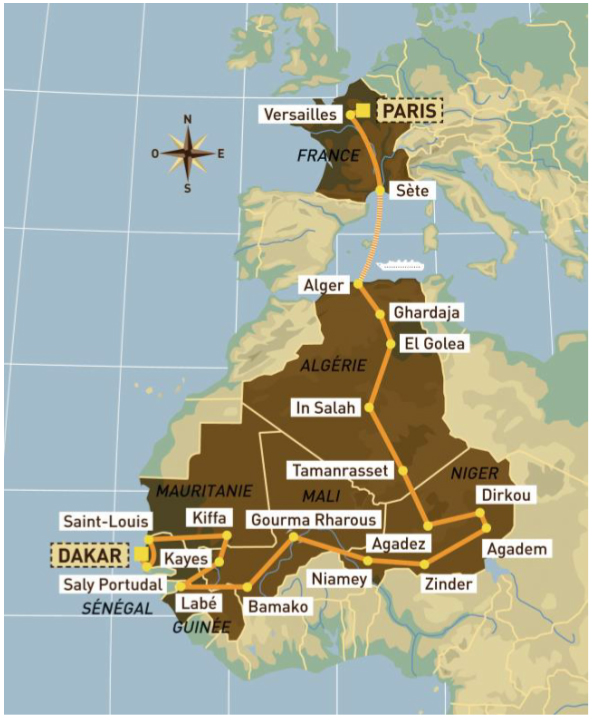 Versailles
PARIS
FRANCE
N
O
E
S
Sète
Alger
Ghardaja
El Golea
ALGÉRIE
In Salah
Tamanrasset
NIGER
MAURITANIE
MALI
Dirkou
Saint-Louis
Kiffa
Gourma Rharous
DAKAR
Kayes
Agadez
Agadem
Saly Portudal
Niamey
Zinder
SÉNÉGAL
Labé
Bamako
GUINÉE